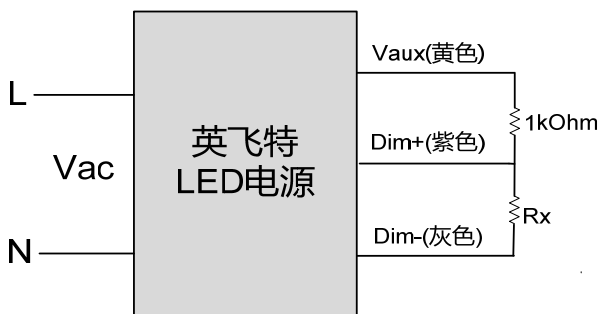 Vaux(黄色)
L
1kOhm
英飞特
Dim+(紫色)
Vac
LED电源
Rx
Dim-(灰色)
N